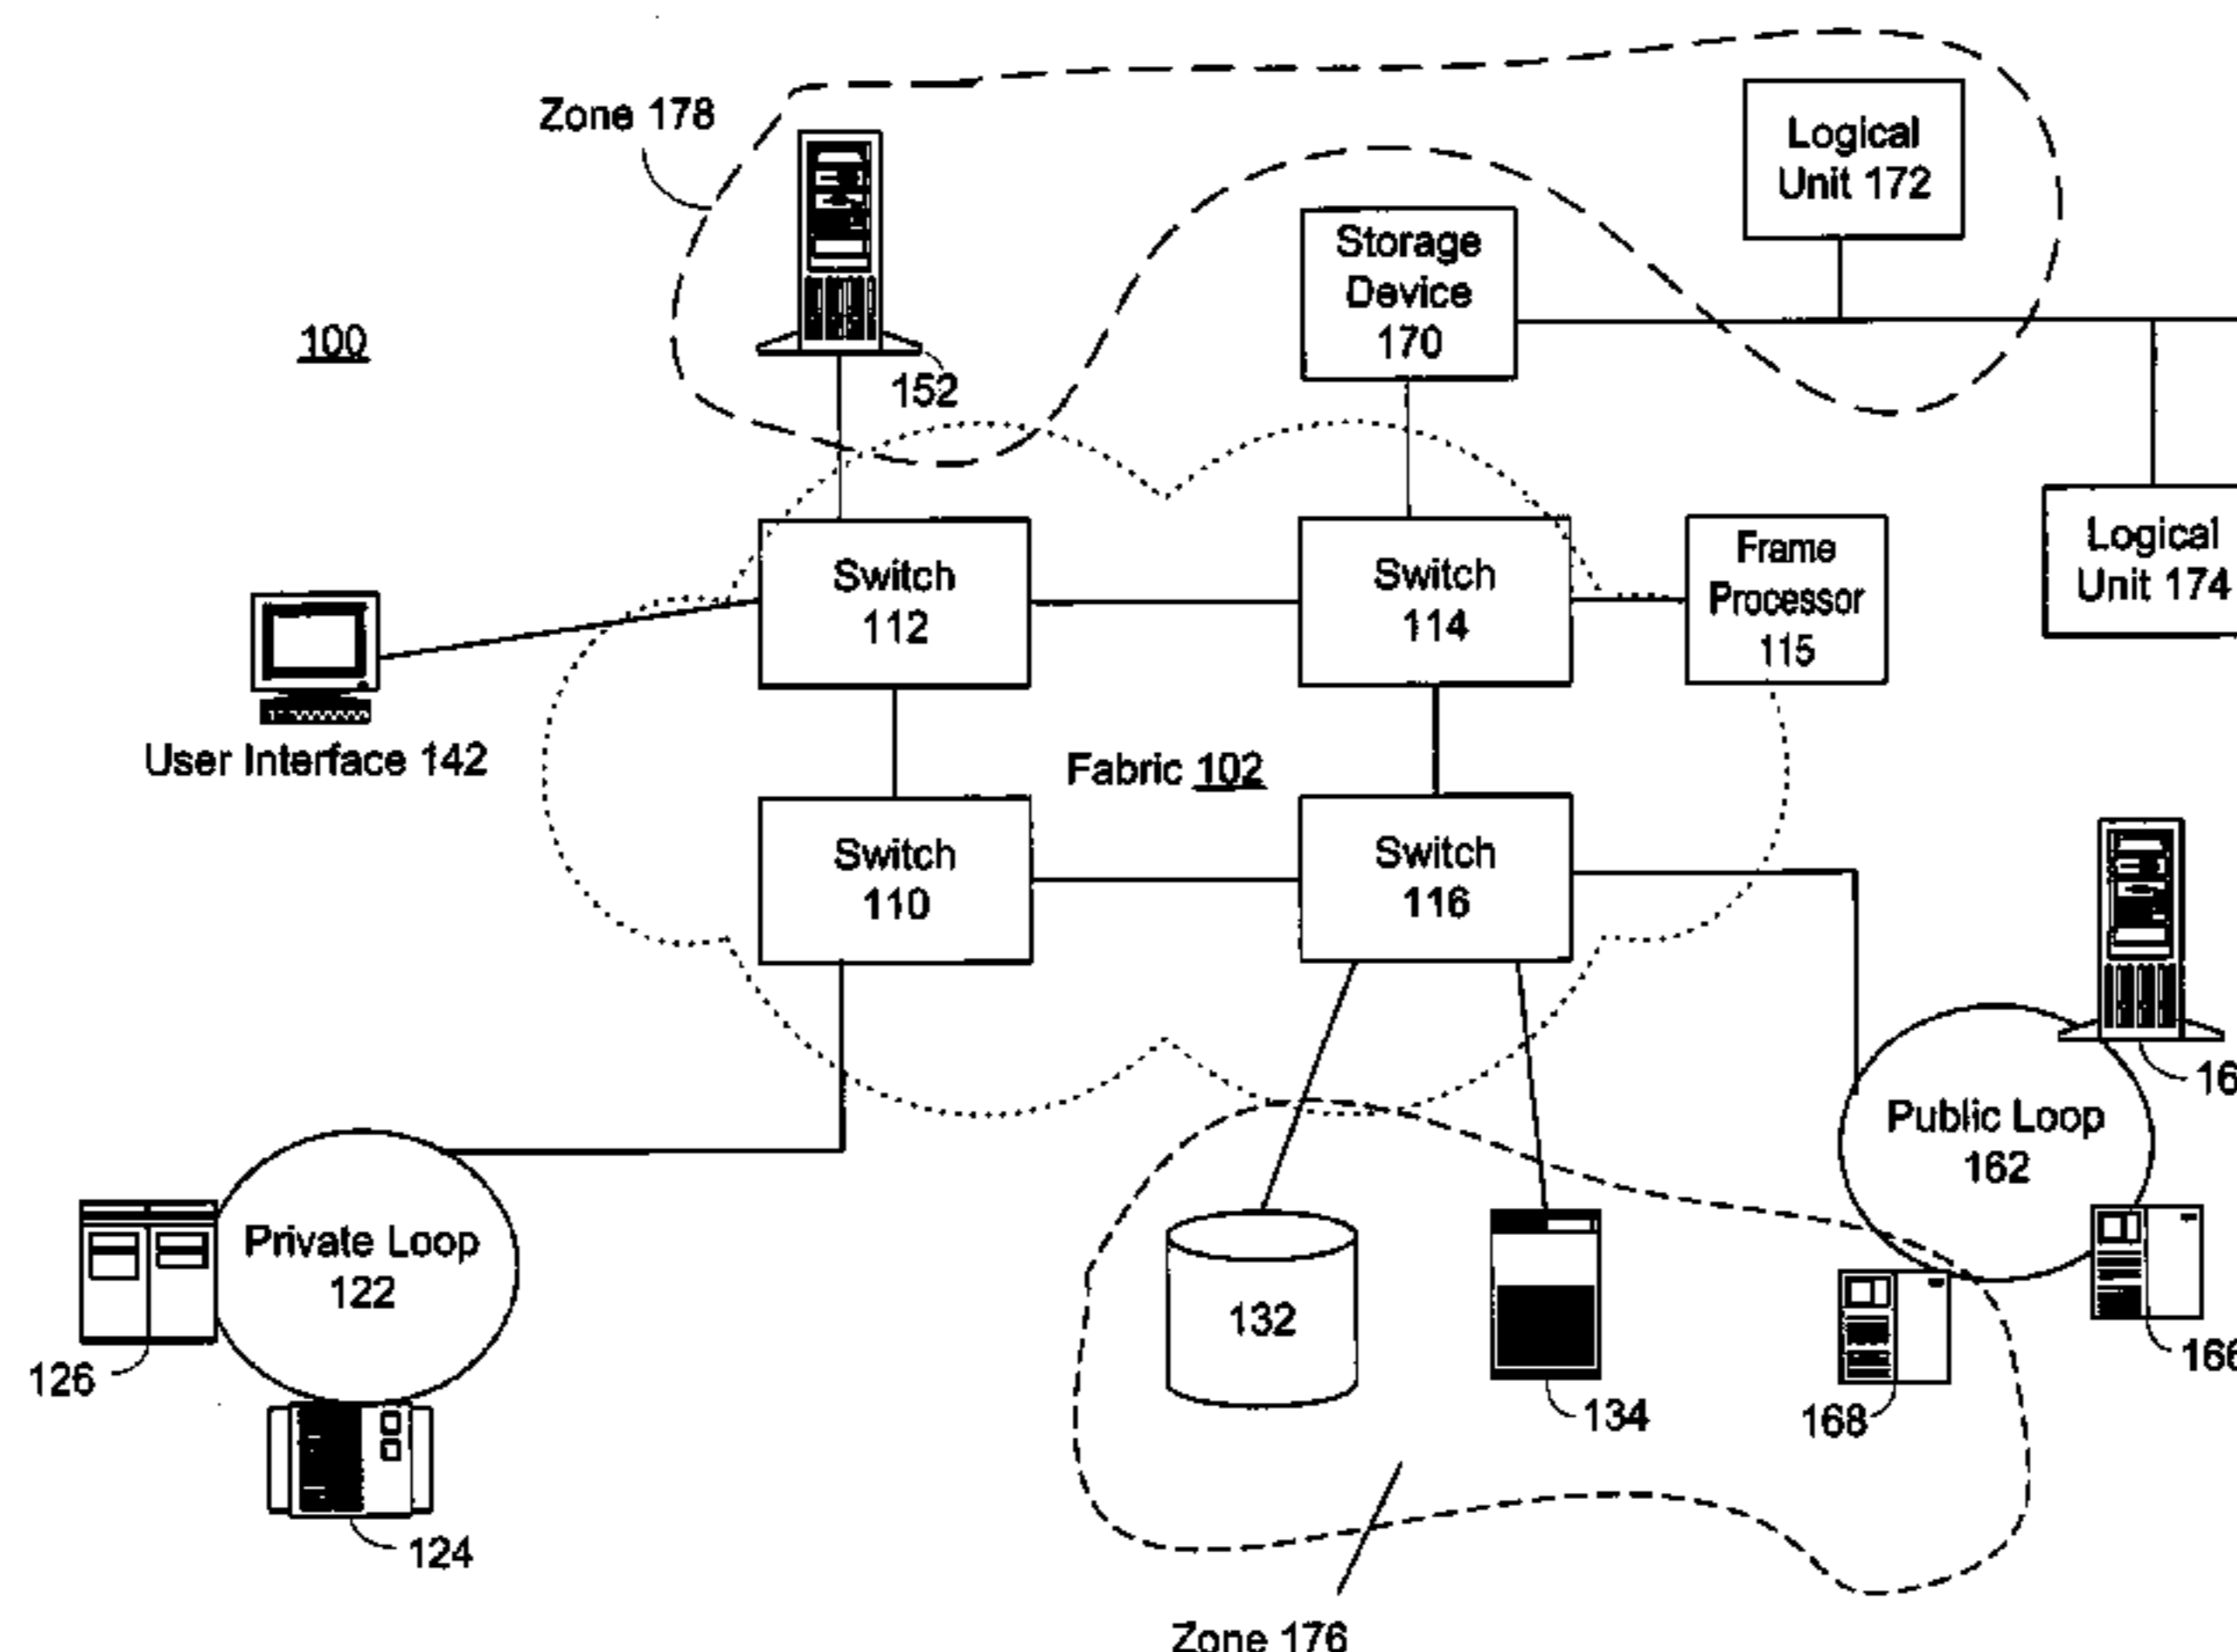 Zone 178
Logical
Unit 172
Storage
Device
170
100
152
Switch
112
Switch
114
Frame
Processor
115
Logical
Unit 174
User Interface 142
Fabric 102
Switch
110
Switch
116
Public Loop
162
Private Loop
122
132
126
134
168
166
124
Zone 176